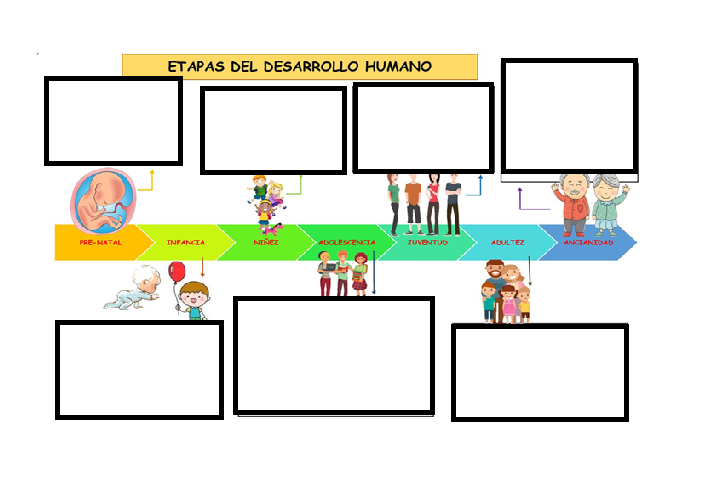 ETAPAS DEL DESARROLLO HUMANO
PRE-NATAL
INFANCIA
NIÑEZ
ADOLESCENCIA
JUVENTUD
ADULTEZ
ANCIANIDAD